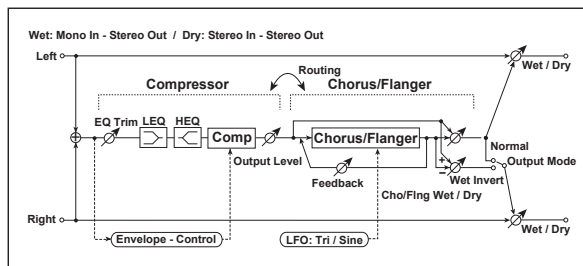 Wet: Mono In - Stereo Out / Dry: Stereo In - Stereo Out
Left
Wet / Dry
Routing
Compressor
Chorus/Flanger
EQ Trim
LEQ
HEQ
Comp
Chorus/Flanger
Output Level
Normal
Output Mode
+
−
Wet Invert
Feedback
Cho/Flng Wet / Dry
Right
Wet / Dry
Envelope - Control
LFO: Tri / Sine